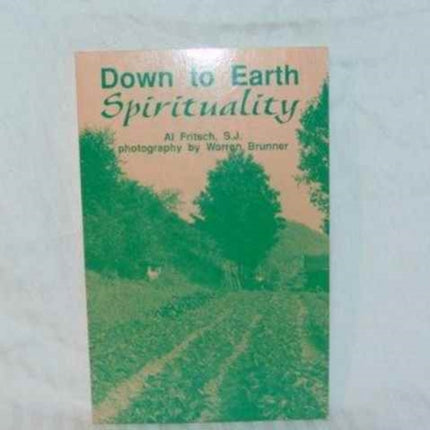 Down to Earth
Spirituality
Al Fritsch, S.J.
photography by Warren Brunner